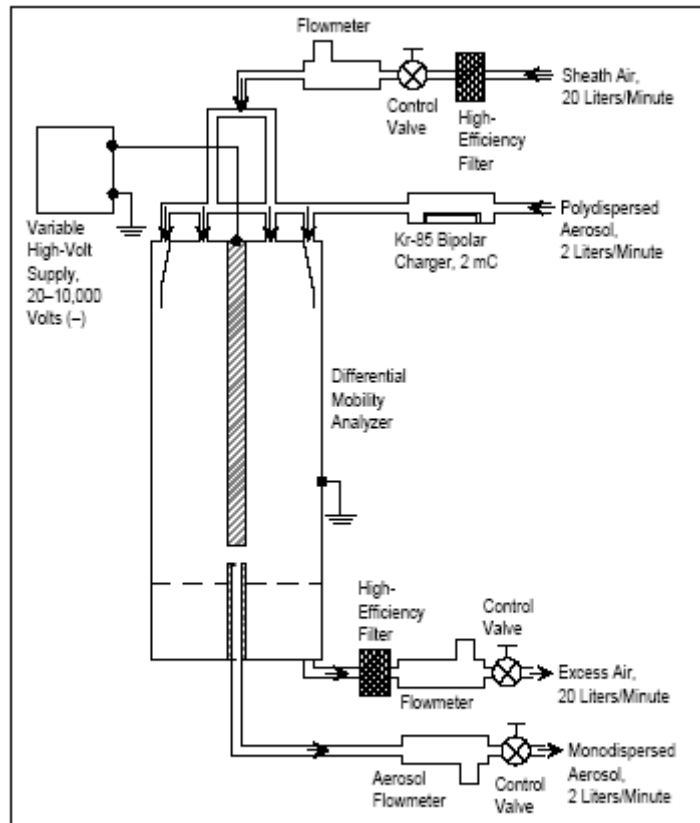 Flowmeter
Sheath Air,
20 Liters/Minute
Control
Valve
High-
Efficiency
Filter
Variable
High-Volt
Supply,
20–10,000
Volts (–)
Polydispersed
Aerosol,
2 Liters/Minute
Kr-85 Bipolar
Charger, 2 mC
Differential
Mobility
Analyzer
High-
Efficiency
Filter
Control
Valve
Flowmeter
Excess Air,
20 Liters/Minute
Aerosol
Flowmeter
Control
Valve
Monodispersed
Aerosol,
2 Liters/Minute